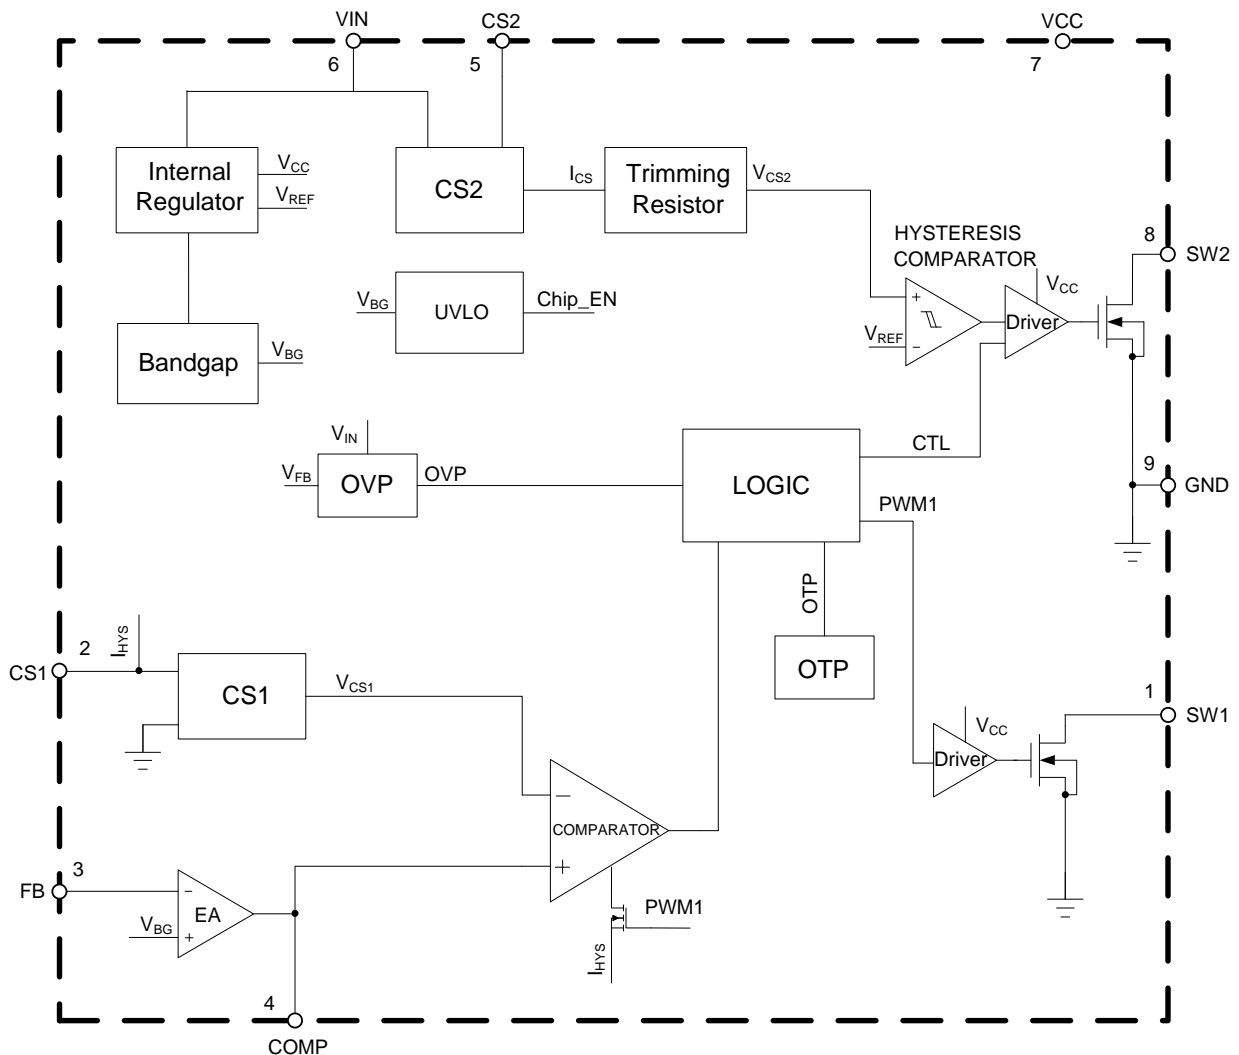 VIN
CS2
VCC
6
5
7
Internal
Regulator
VCC
VREF
CS2
ICS
Trimming
Resistor
VCS2
HYSTERESIS
COMPARATOR
8
SW2
VCC
+
Driver
VREF
−
VBG
UVLO
Chip_EN
Bandgap
VBG
VIN
VFB
OVP
OVP
LOGIC
CTL
9
GND
PWM1
OTP
OTP
IHYS
2
CS1
CS1
VCS1
1
SW1
VCC
Driver
−
COMPARATOR
+
3
FB
−
EA
VBG
+
PWM1
IHYS
4
COMP